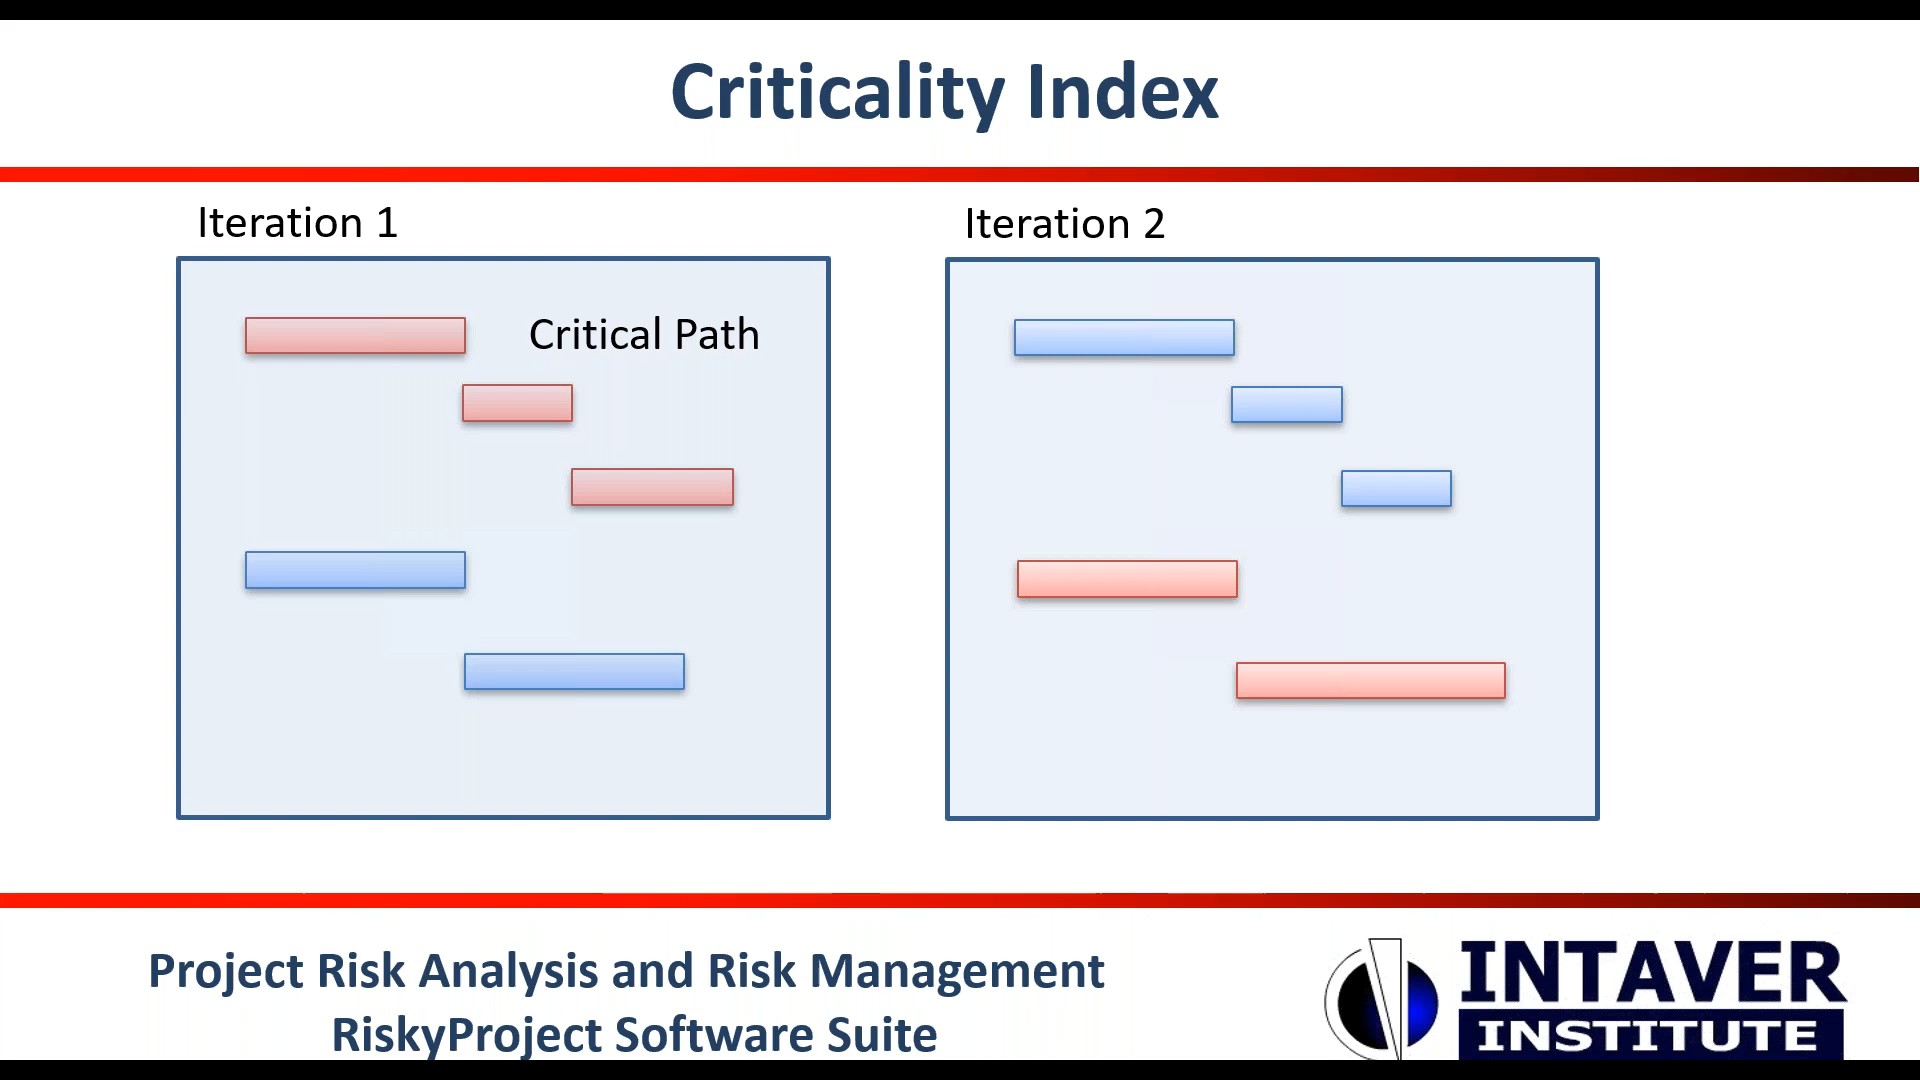 Criticality Index
Iteration 1
Iteration 2
Critical Path
Project Risk Analysis and Risk Management
RiskyProject Software Suite
INTAVER
INSTITUTE